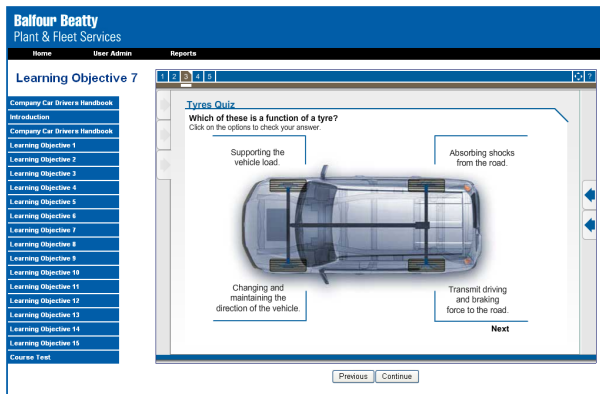 Balfour Beatty
Plant & Fleet Services
Home User Admin Reports
Learning Objective 7
1 2 3 4 5 ?
Company Car Drivers Handbook
Introduction
Company Car Drivers Handbook
Learning Objective 1
Learning Objective 2
Learning Objective 3
Learning Objective 4
Learning Objective 5
Learning Objective 6
Learning Objective 7
Learning Objective 8
Learning Objective 9
Learning Objective 10
Learning Objective 11
Learning Objective 12
Learning Objective 13
Learning Objective 14
Learning Objective 15
Course Test
Tyres Quiz
Which of these is a function of a tyre?
Click on the options to check your answer.
Supporting the
vehicle load.
Absorbing shocks
from the road.
Changing and
maintaining the
direction of the vehicle.
Transmit driving
and braking
force to the road.
Next
Previous Continue